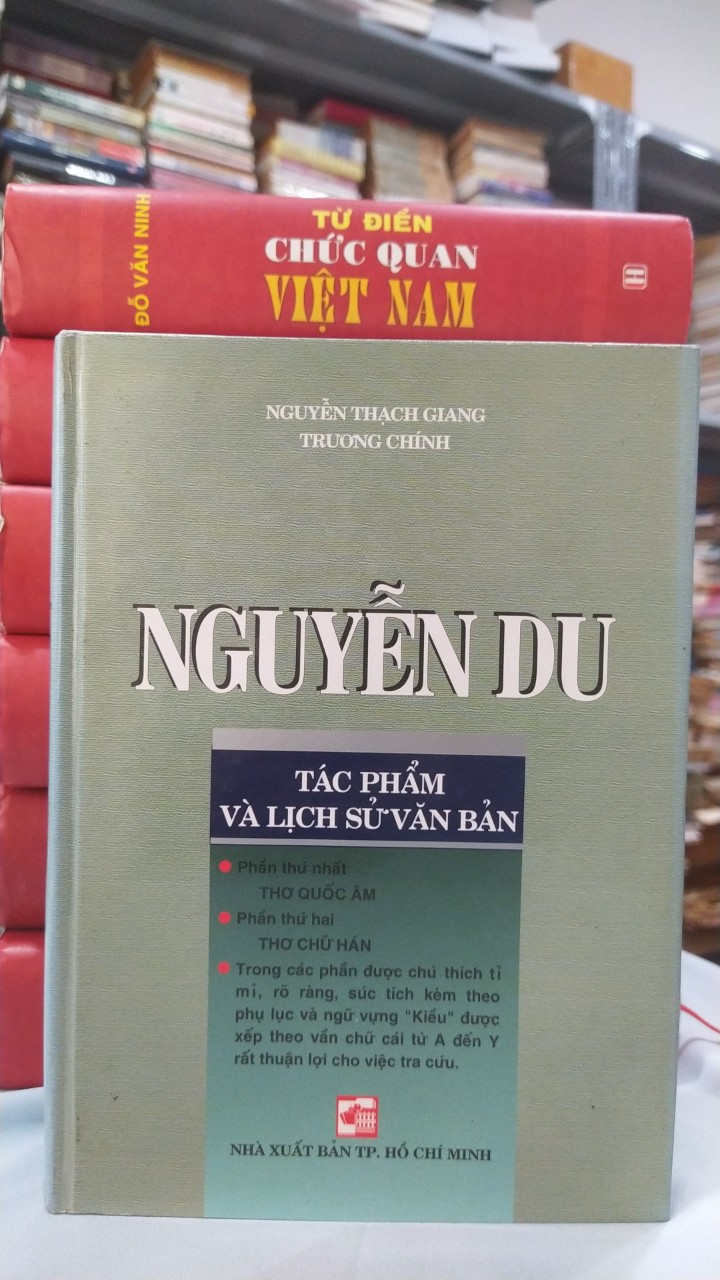 ĐỖ VĂN NINH
TỪ ĐIỂN
CHỨC QUAN
VIỆT NAM
H
NGUYỄN THẠCH GIANG
TRƯƠNG CHÍNH
NGUYỄN DU
TÁC PHẨM
VÀ LỊCH SỬ VĂN BẢN
Phần thứ nhất
THƠ QUỐC ÂM
Phần thứ hai
THƠ CHỮ HÁN
Trong các phần được chú thích tỉ
mỉ, rõ ràng, súc tích kèm theo
phụ lục và ngữ vựng "Kiều" được
xếp theo vần chữ cái từ A đến Y
rất thuận lợi cho việc tra cứu.
NHÀ XUẤT BẢN TP. HỒ CHÍ MINH